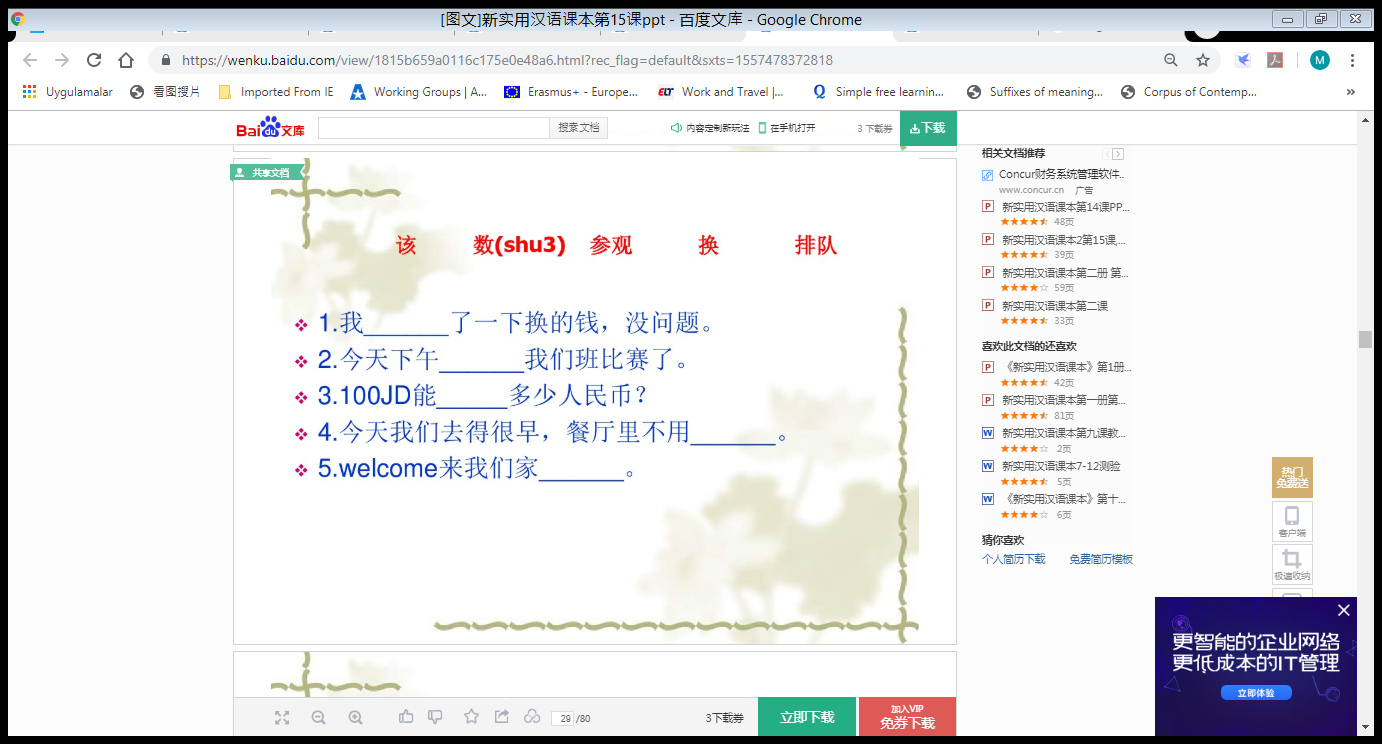 [图文]新实用汉语课本第15课ppt - 百度文库 - Google Chrome
https://wenku.baidu.com/view/1815b659a0116c175e0e48a6.html?rec_flag=default&sxts=1557478372818
M
Uygulamalar 看图搜片 Imported From IE Working Groups | A... Erasmus+ - Europe... ELT Work and Travel |... Q Simple free learnin... Suffixes of meaning... Corpus of Contemp... »
Bai du 文库 搜索文档 内容定制新玩法 在手机打开 3 下载券 下载
共享文档
该 数(shu3) 参观 换 排队
1.我_______了一下换的钱，没问题。
2.今天下午_______我们班比赛了。
3.100JD能______多少人民币？
4.今天我们去得很早，餐厅里不用_______。
5.welcome来我们家_______。
相关文档推荐
Concur财务系统管理软件..
www.concur.cn 广告
P 新实用汉语课本第14课PP...
48页
P 新实用汉语课本2第15课,...
39页
P 新实用汉语课本第二册 第...
59页
P 新实用汉语课本第二课
33页
喜欢此文档的还喜欢
P 《新实用汉语课本》第1册...
42页
P 新实用汉语课本第一册第...
81页
W 新实用汉语课本第九课教...
2页
W 新实用汉语课本7-12测验
5页
W 《新实用汉语课本》第十...
6页
猜你喜欢
个人简历下载 免费简历模板
热门
免费送
客户端
极速收纳
更智能的企业网络
更低成本的IT管理
立即体验
29 /80 3下载券 立即下载
加入VIP
免券下载